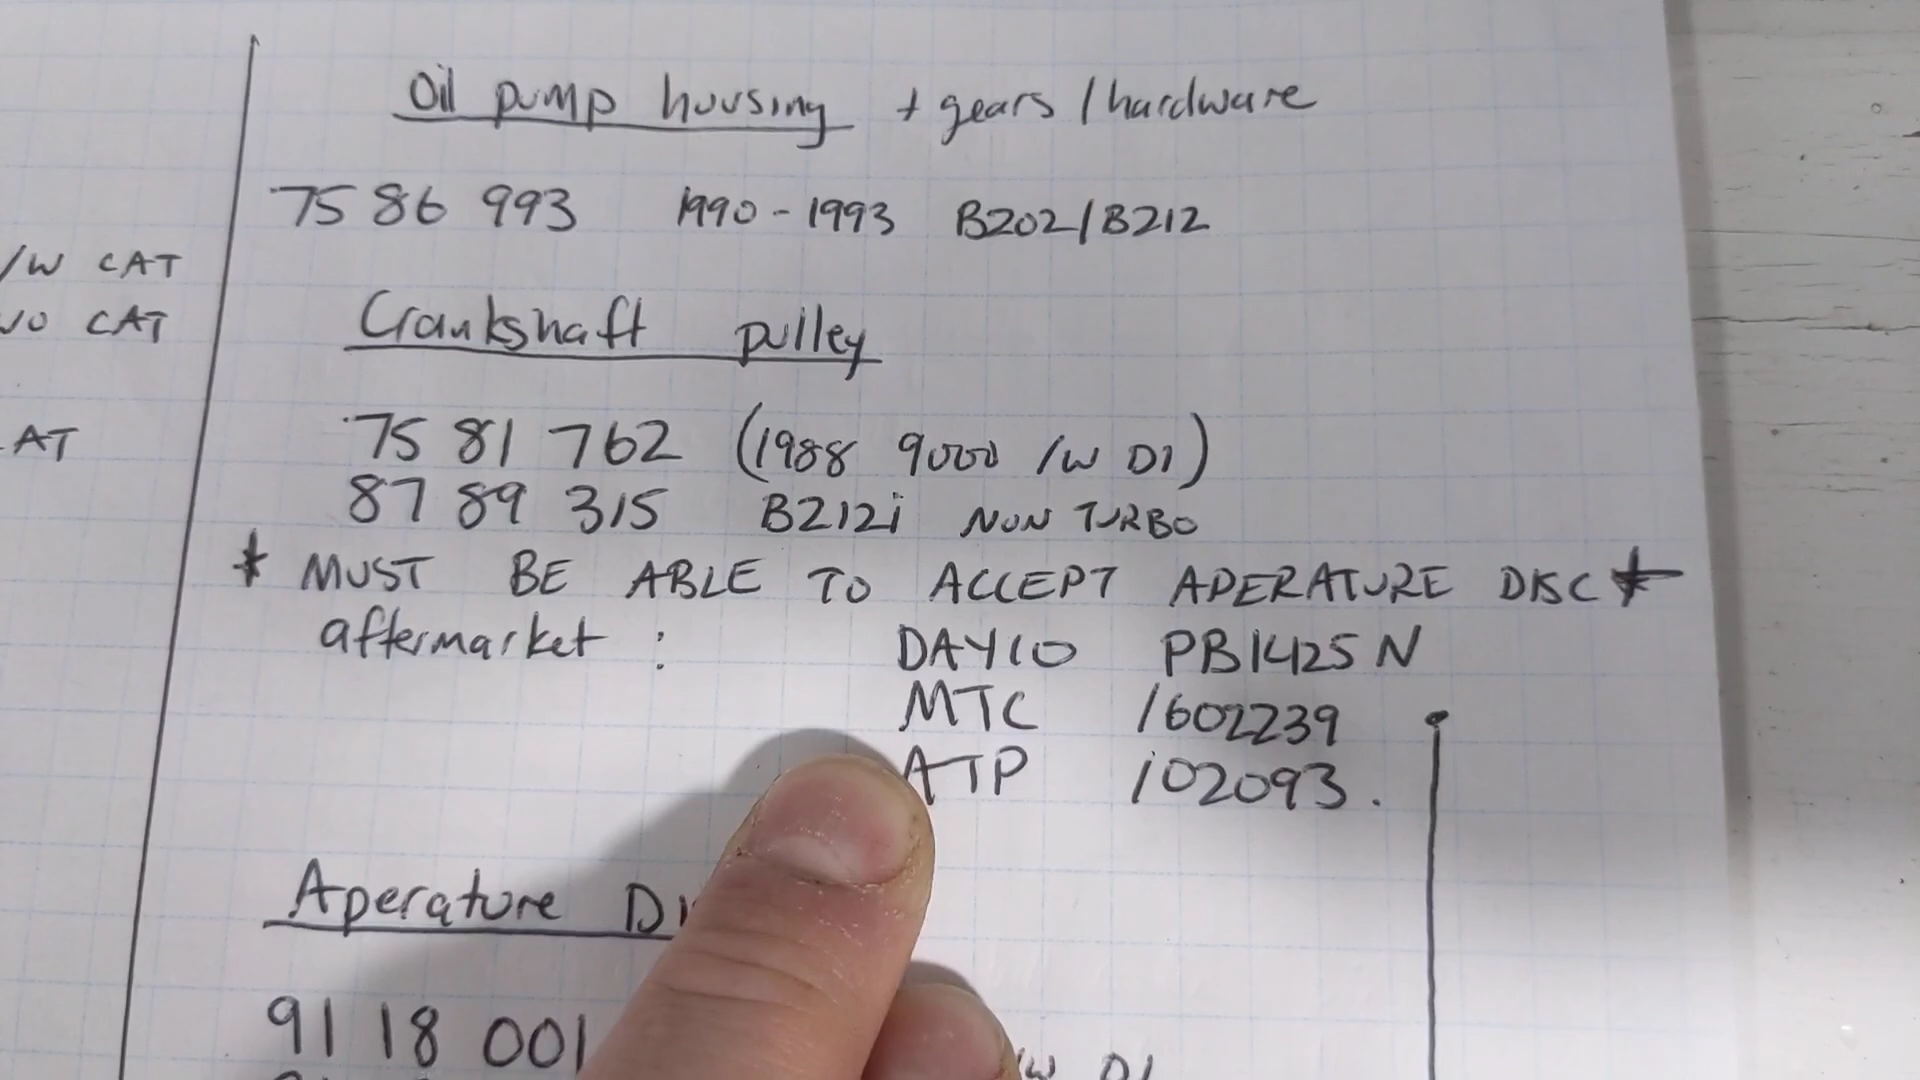 /W CAT
CAT
AT
Oil pump housing + gears / hardware
75 86 993 1990 - 1993 B202/B212
Crankshaft pulley
75 81 762 (1988 9000 /W DI)
87 89 315 B212i NON TURBO
* MUST BE ABLE TO ACCEPT APERATURE DISC *
aftermarket : DAYCO PB1425N
MTC 1602239
ATP 102093.
Aperature
91 18 001 /W DI